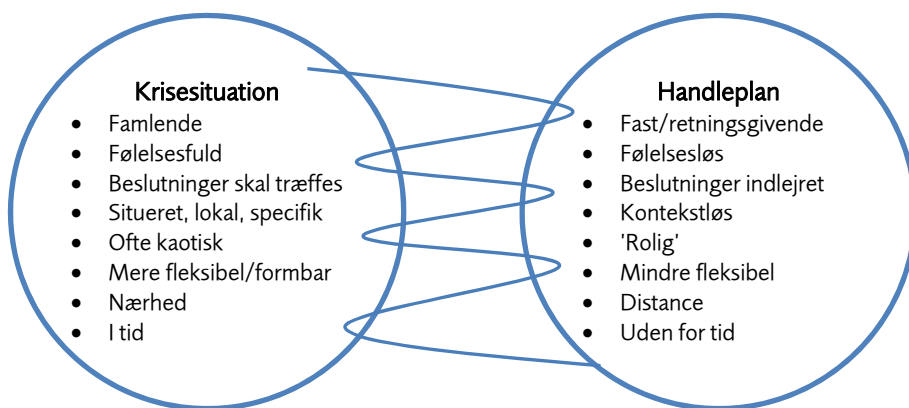 Krisesituation
• Famlende
• Følelsesfuld
• Beslutninger skal træffes
• Situeret, lokal, specifik
• Ofte kaotisk
• Mere fleksibel/formbar
• Nærhed
• I tid
Handleplan
• Fast/retningsgivende
• Følelsesløs
• Beslutninger indlejret
• Kontekstløs
• 'Rolig'
• Mindre fleksibel
• Distance
• Uden for tid